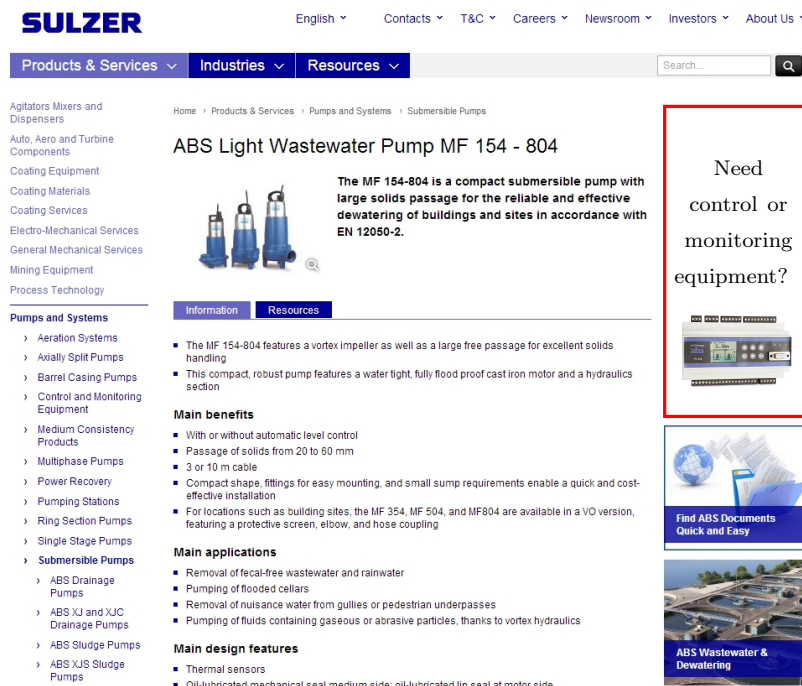 SULZER
English
Contacts
T&C
Careers
Newsroom
Investors
About Us
Products & Services
Industries
Resources
Search...
Agitators Mixers and
Dispensers
Auto, Aero and Turbine
Components
Coating Equipment
Coating Materials
Coating Services
Electro-Mechanical Services
General Mechanical Services
Mining Equipment
Process Technology
Pumps and Systems
› Aeration Systems
› Axially Split Pumps
› Barrel Casing Pumps
› Control and Monitoring
Equipment
› Medium Consistency
Products
› Multiphase Pumps
› Power Recovery
› Pumping Stations
› Ring Section Pumps
› Single Stage Pumps
› Submersible Pumps
› ABS Drainage
Pumps
› ABS XJ and XJC
Drainage Pumps
› ABS Sludge Pumps
› ABS XJS Sludge
Pumps
Home › Products & Services › Pumps and Systems › Submersible Pumps
ABS Light Wastewater Pump MF 154 - 804
The MF 154-804 is a compact submersible pump with
large solids passage for the reliable and effective
dewatering of buildings and sites in accordance with
EN 12050-2.
Information
Resources
The MF 154-804 features a vortex impeller as well as a large free passage for excellent solids
handling
This compact, robust pump features a water tight, fully flood proof cast iron motor and a hydraulics
section
Main benefits
With or without automatic level control
Passage of solids from 20 to 60 mm
3 or 10 m cable
Compact shape, fittings for easy mounting, and small sump requirements enable a quick and cost-
effective installation
For locations such as building sites, the MF 354, MF 504, and MF804 are available in a VO version,
featuring a protective screen, elbow, and hose coupling
Main applications
Removal of fecal-free wastewater and rainwater
Pumping of flooded cellars
Removal of nuisance water from gullies or pedestrian underpasses
Pumping of fluids containing gaseous or abrasive particles, thanks to vortex hydraulics
Main design features
Thermal sensors
Oil-lubricated mechanical seal medium side; oil-lubricated lip seal at motor side
Need
control or
monitoring
equipment?
abs
Find ABS Documents
Quick and Easy
ABS Wastewater &
Dewatering